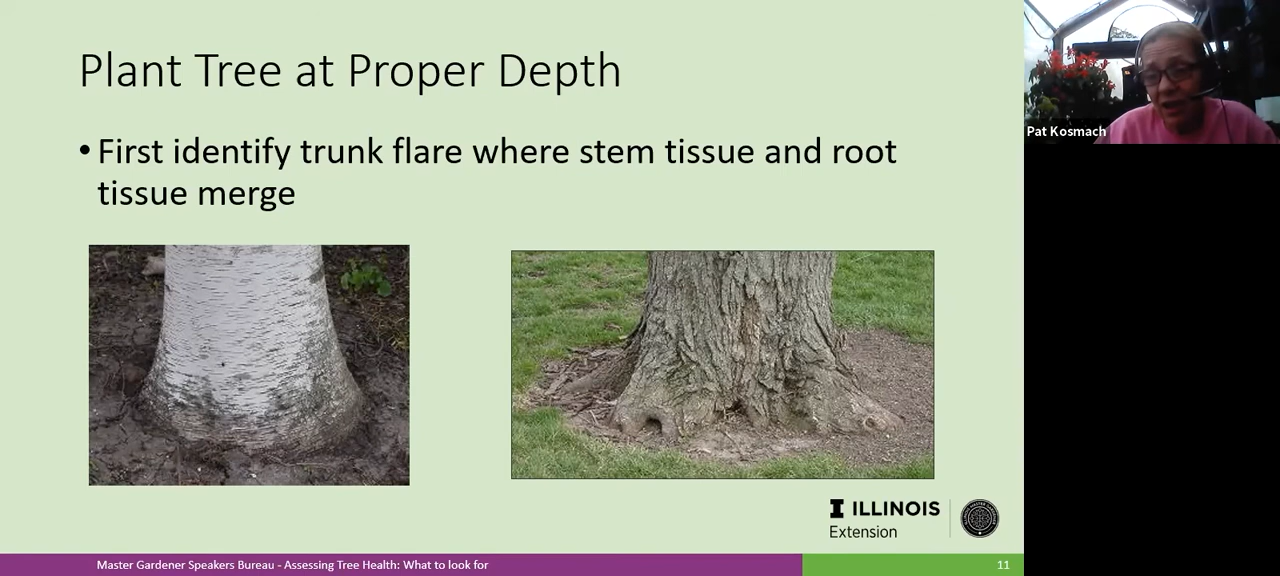 Plant Tree at Proper Depth
• First identify trunk flare where stem tissue and root
tissue merge
Pat Kosmach
ILLINOIS
Extension
Master Gardener Speakers Bureau - Assessing Tree Health: What to look for
11